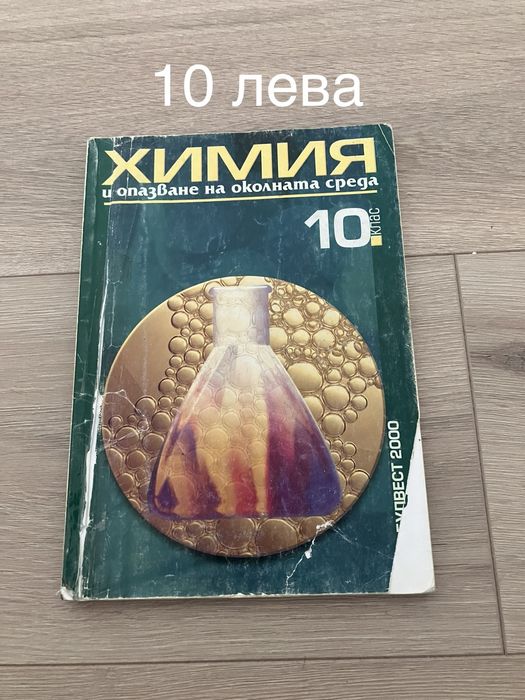 10 лева
ХИМИЯ
и опазване на околната среда
10.
клас
БУЛВЕСТ 2000